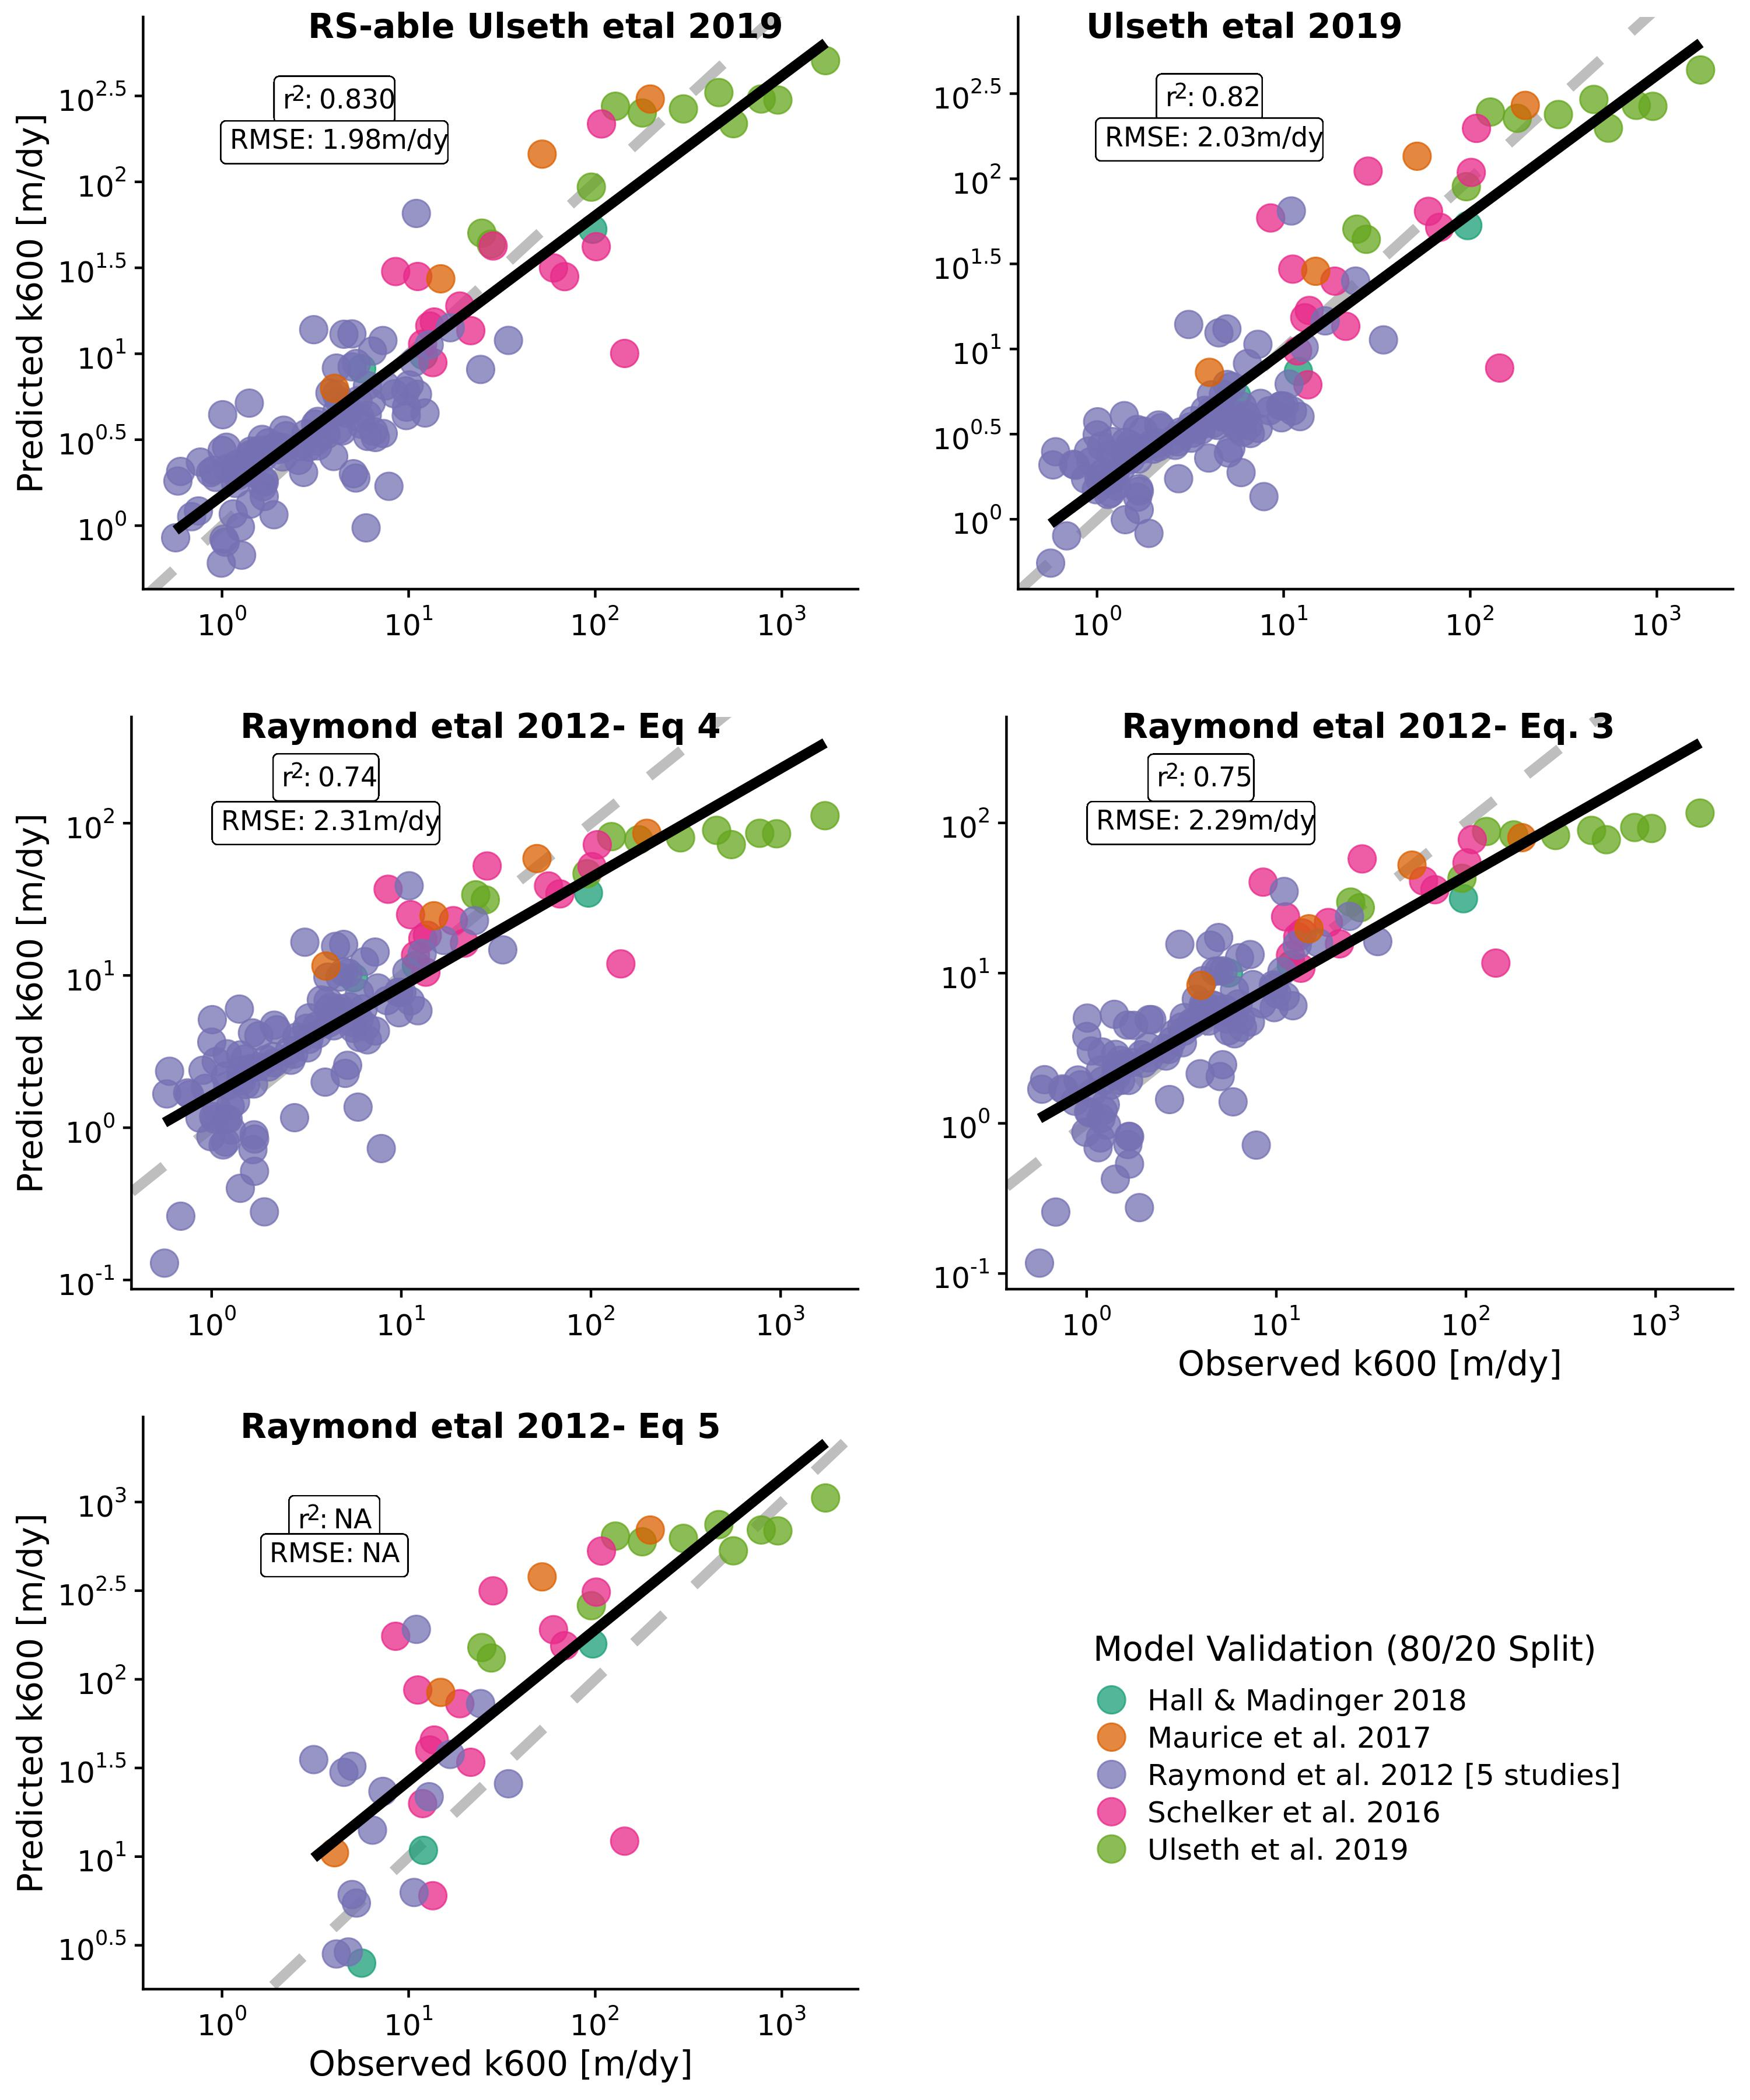 RS-able Ulseth etal 2019
r²: 0.830
RMSE: 1.98m/dy
Predicted k600 [m/dy]
10^2.5
10^2
10^1.5
10^1
10^0.5
10^0
10^0 10^1 10^2 10^3
Ulseth etal 2019
r²: 0.82
RMSE: 2.03m/dy
10^2.5
10^2
10^1.5
10^1
10^0.5
10^0
10^0 10^1 10^2 10^3
Raymond etal 2012- Eq 4
r²: 0.74
RMSE: 2.31m/dy
Predicted k600 [m/dy]
10^2
10^1
10^0
10^-1
10^0 10^1 10^2 10^3
Raymond etal 2012- Eq. 3
r²: 0.75
RMSE: 2.29m/dy
10^2
10^1
10^0
10^-1
10^0 10^1 10^2 10^3
Observed k600 [m/dy]
Raymond etal 2012- Eq 5
r²: NA
RMSE: NA
Predicted k600 [m/dy]
10^3
10^2.5
10^2
10^1.5
10^1
10^0.5
10^0 10^1 10^2 10^3
Observed k600 [m/dy]
Model Validation (80/20 Split)
Hall & Madinger 2018
Maurice et al. 2017
Raymond et al. 2012 [5 studies]
Schelker et al. 2016
Ulseth et al. 2019